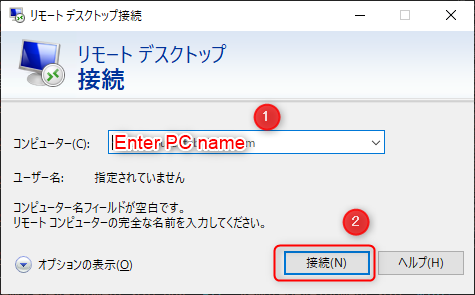 リモート デスクトップ接続
リモート デスクトップ
接続
1
コンピューター(C):
Enter PC name
ユーザー名: 指定されていません
コンピューター名フィールドが空白です。
リモート コンピューターの完全な名前を入力してください。
2
オプションの表示(O)
接続(N)
ヘルプ(H)